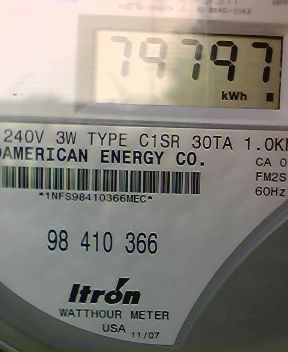 79797
kWh
240V 3W TYPE C1SR 30TA 1.0K
AMERICAN ENERGY CO.
CA 0
FM2S
60Hz
*1NFS98410366MEC*
98 410 366
Itron
WATTHOUR METER
USA 11/07